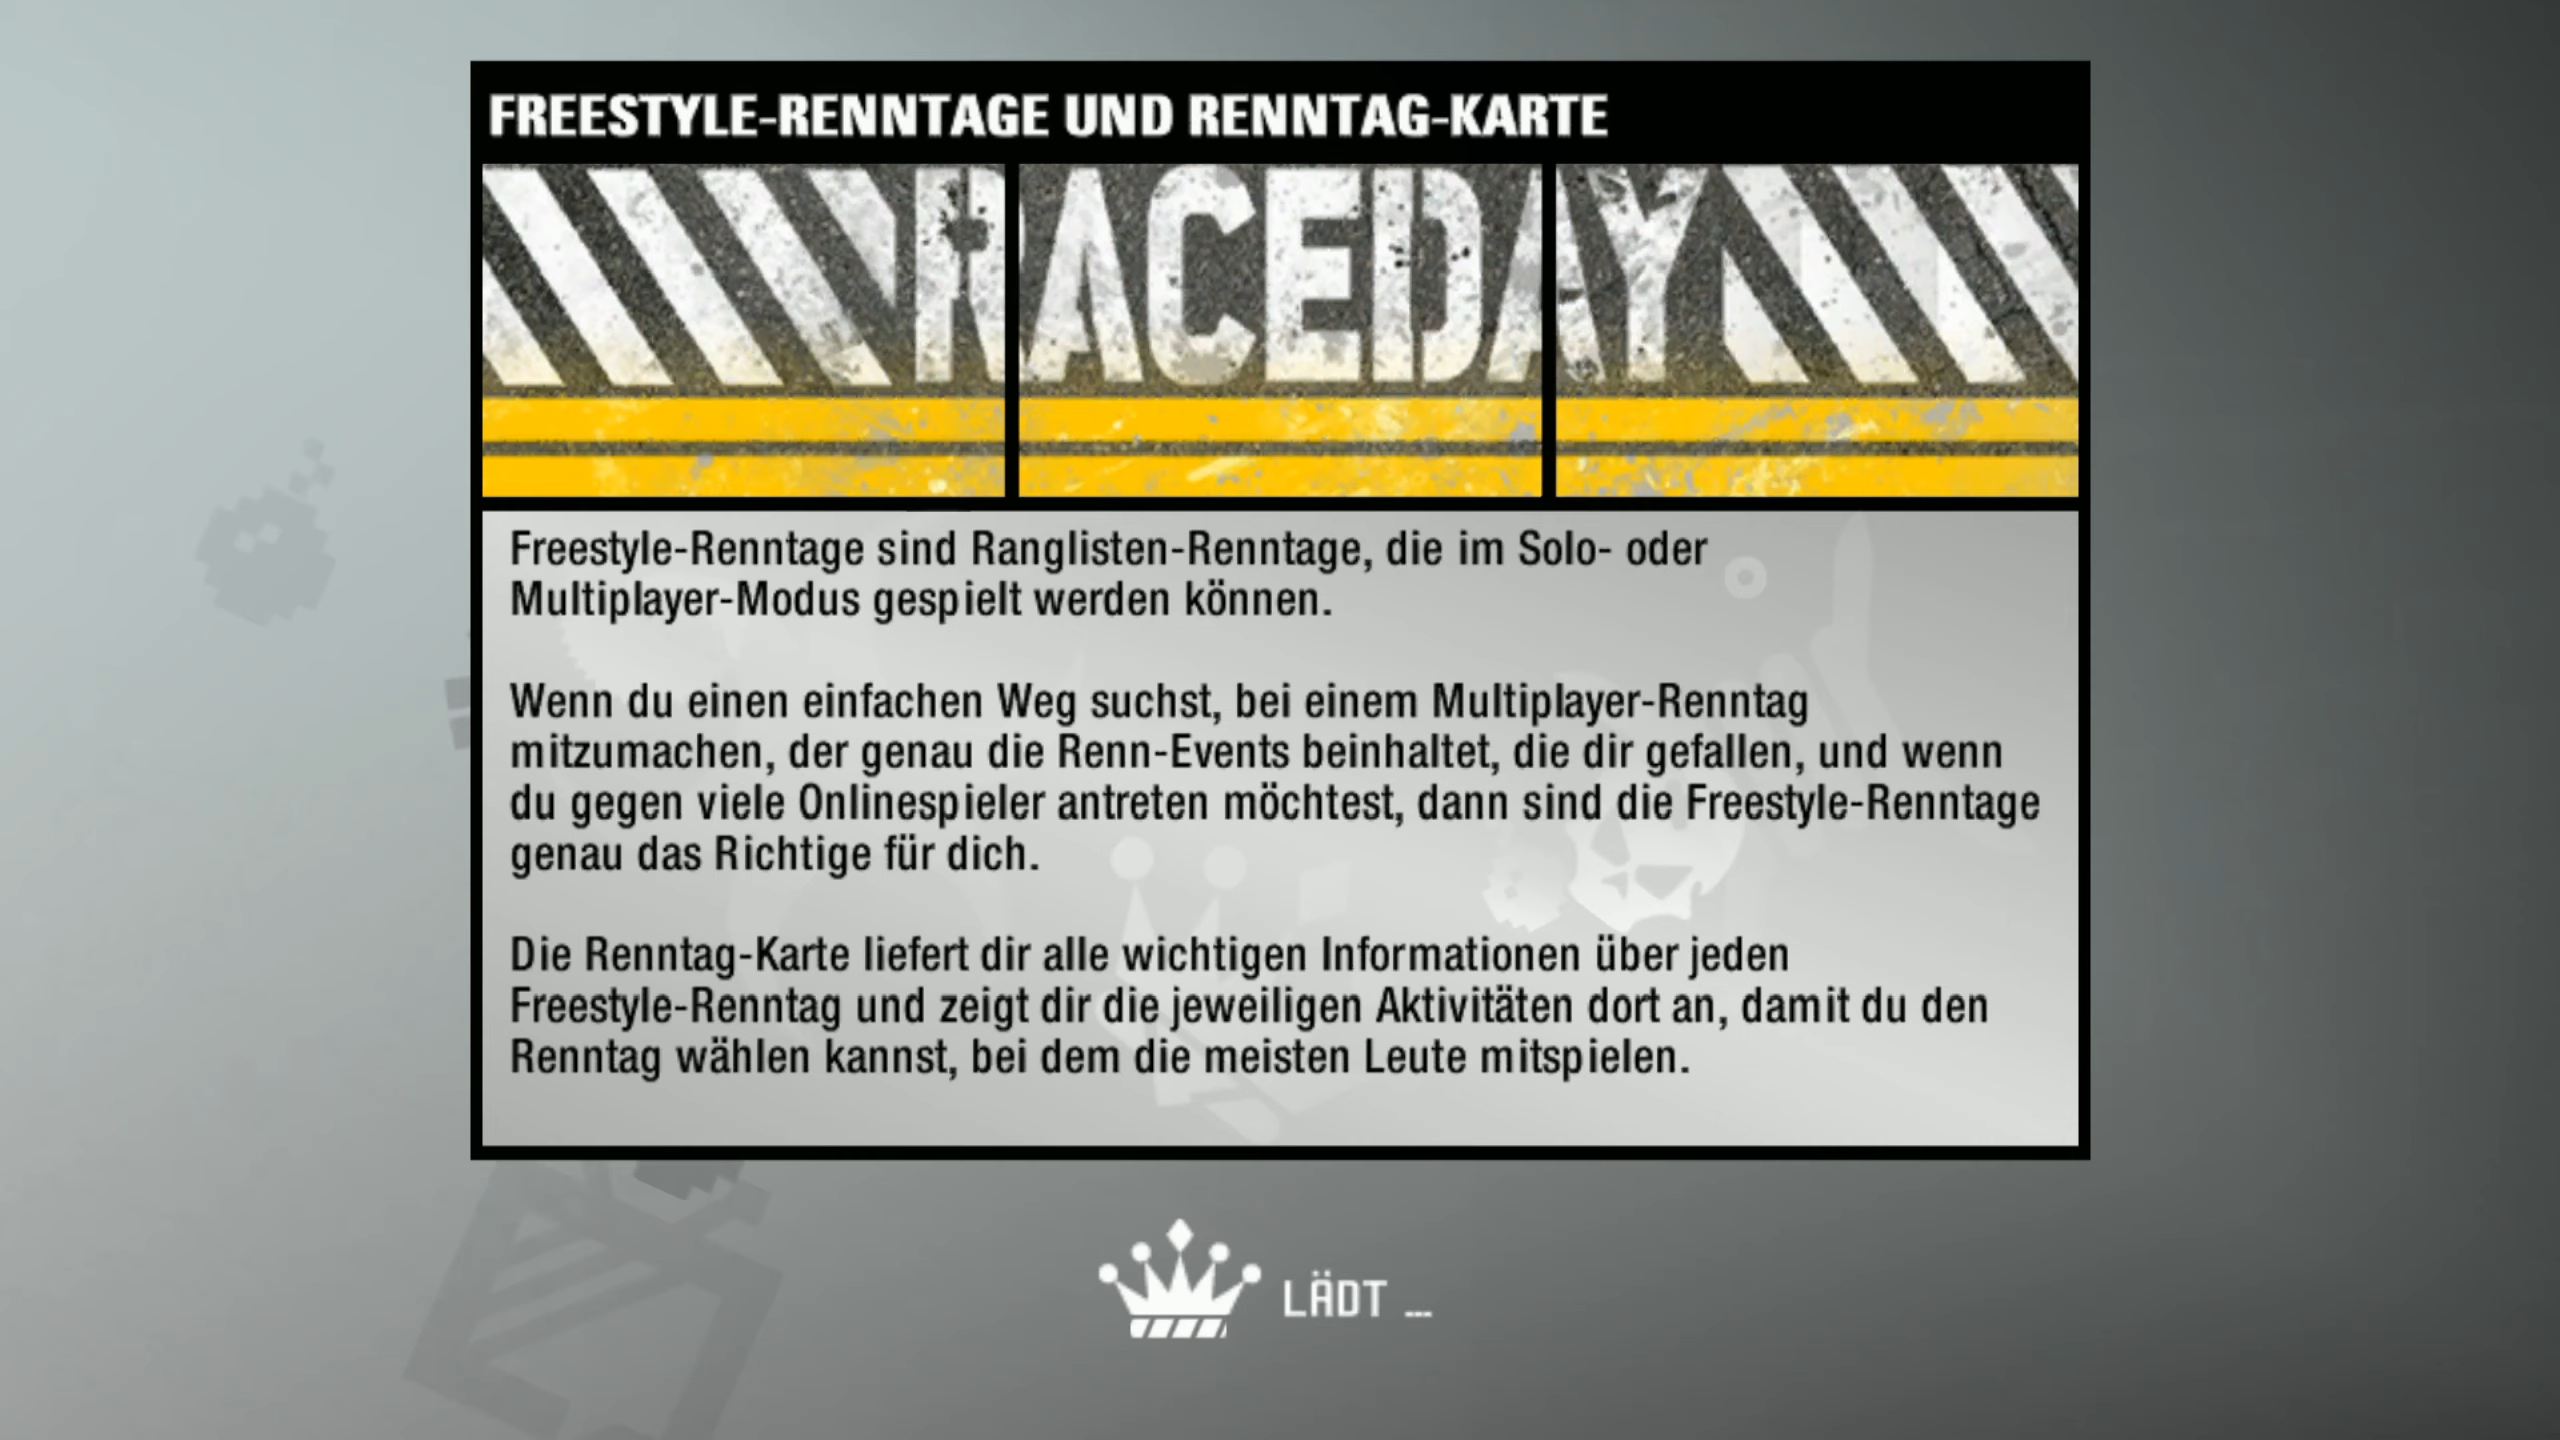 FREESTYLE-RENNTAGE UND RENNTAG-KARTE
RACEDAY
Freestyle-Renntage sind Ranglisten-Renntage, die im Solo- oder
Multiplayer-Modus gespielt werden können.
Wenn du einen einfachen Weg suchst, bei einem Multiplayer-Renntag
mitzumachen, der genau die Renn-Events beinhaltet, die dir gefallen, und wenn
du gegen viele Onlinespieler antreten möchtest, dann sind die Freestyle-Renntage
genau das Richtige für dich.
Die Renntag-Karte liefert dir alle wichtigen Informationen über jeden
Freestyle-Renntag und zeigt dir die jeweiligen Aktivitäten dort an, damit du den
Renntag wählen kannst, bei dem die meisten Leute mitspielen.
LÄDT ...